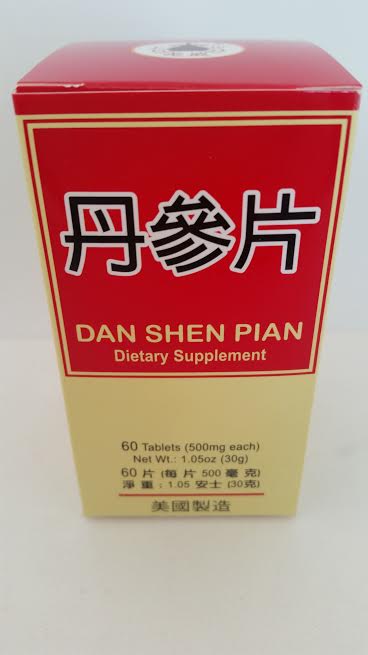 丹參片
DAN SHEN PIAN
Dietary Supplement
60 Tablets (500mg each)
Net Wt.: 1.05oz (30g)
60 片 (每 片 500 毫 克)
淨 重 : 1.05 安士 (30克)
美國製造